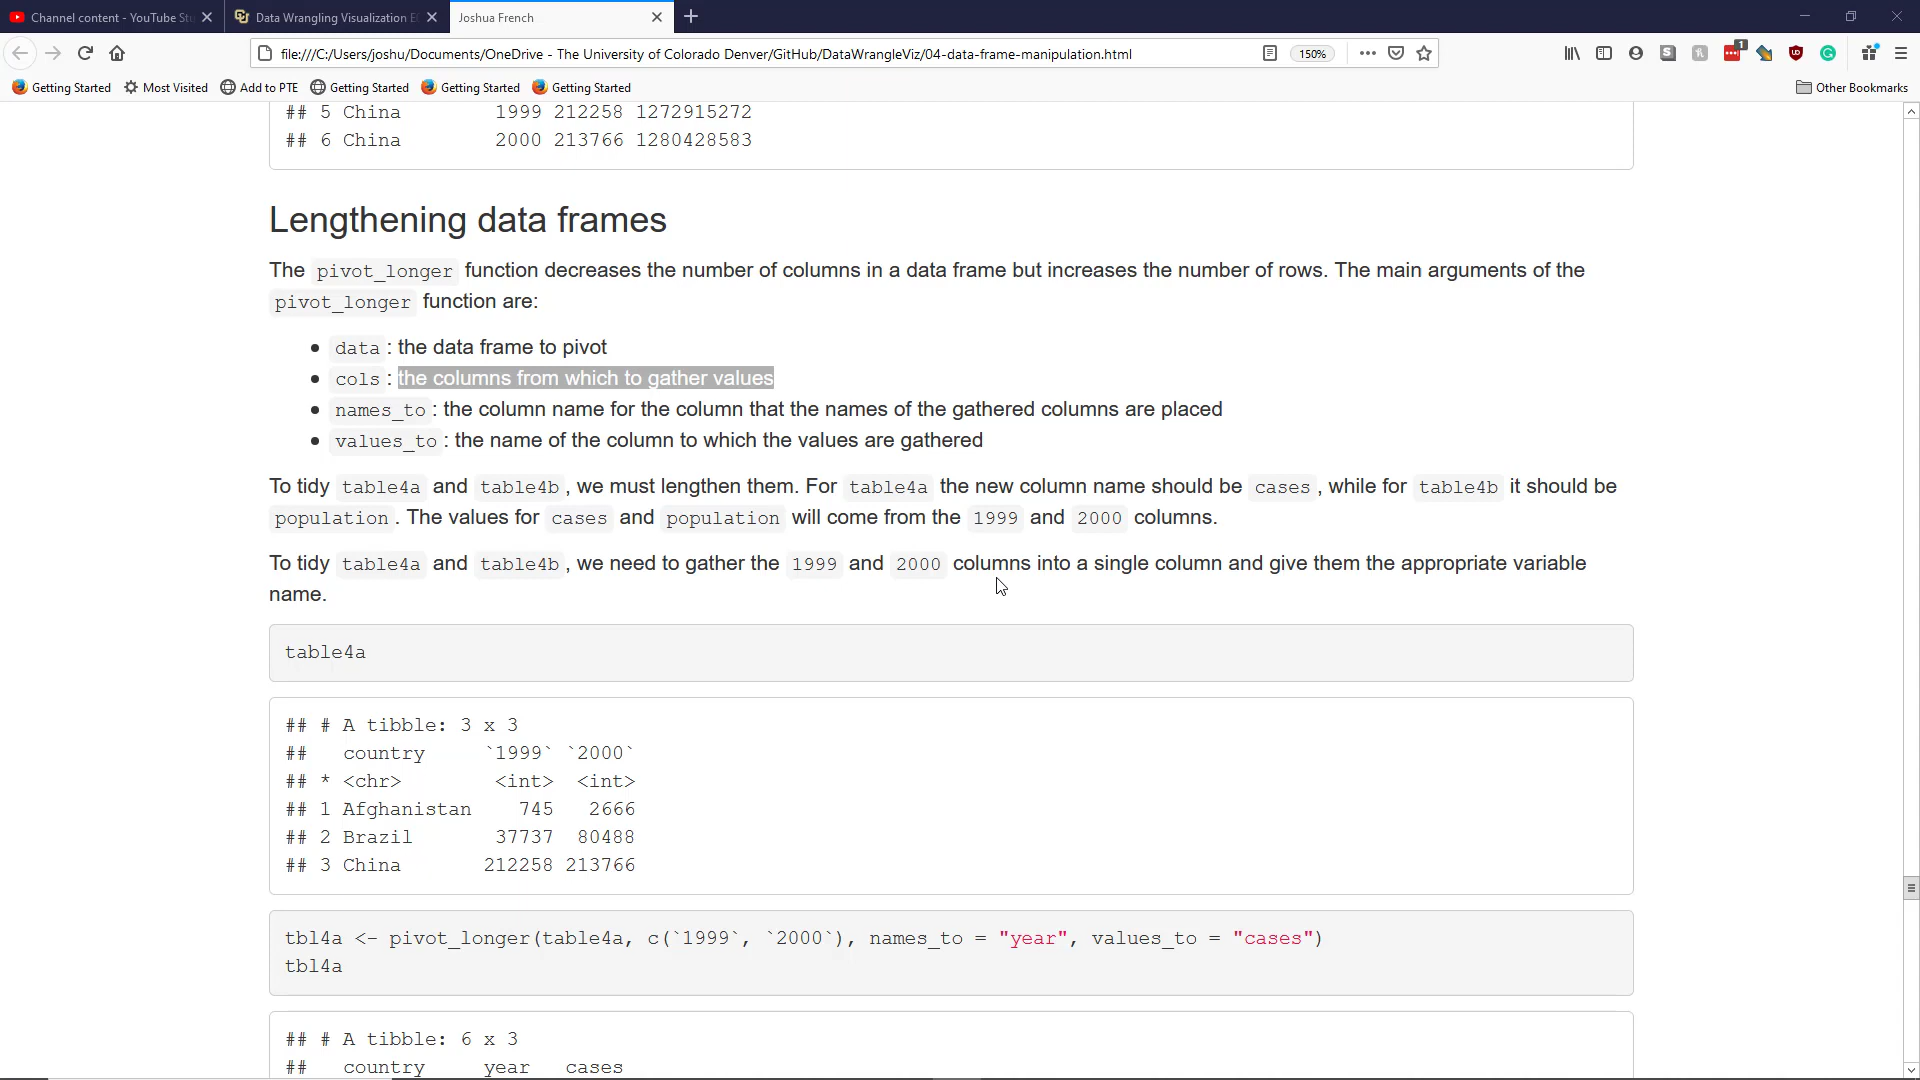 Channel content - YouTube Stu
Data Wrangling Visualization E
Joshua French
file:///C:/Users/joshu/Documents/OneDrive - The University of Colorado Denver/GitHub/DataWrangleViz/04-data-frame-manipulation.html
150%
Getting Started
Most Visited
Add to PTE
Getting Started
Getting Started
Getting Started
Other Bookmarks
## 5 China 1999 212258 1272915272
## 6 China 2000 213766 1280428583
Lengthening data frames
The pivot_longer function decreases the number of columns in a data frame but increases the number of rows. The main arguments of the
pivot_longer function are:
• data : the data frame to pivot
• cols : the columns from which to gather values
• names_to : the column name for the column that the names of the gathered columns are placed
• values_to : the name of the column to which the values are gathered
To tidy table4a and table4b , we must lengthen them. For table4a the new column name should be cases , while for table4b it should be
population . The values for cases and population will come from the 1999 and 2000 columns.
To tidy table4a and table4b , we need to gather the 1999 and 2000 columns into a single column and give them the appropriate variable
name.
table4a
## # A tibble: 3 x 3
## country `1999` `2000`
## * <chr> <int> <int>
## 1 Afghanistan 745 2666
## 2 Brazil 37737 80488
## 3 China 212258 213766
tbl4a <- pivot_longer(table4a, c(`1999`, `2000`), names_to = "year", values_to = "cases")
tbl4a
## # A tibble: 6 x 3
## country year cases